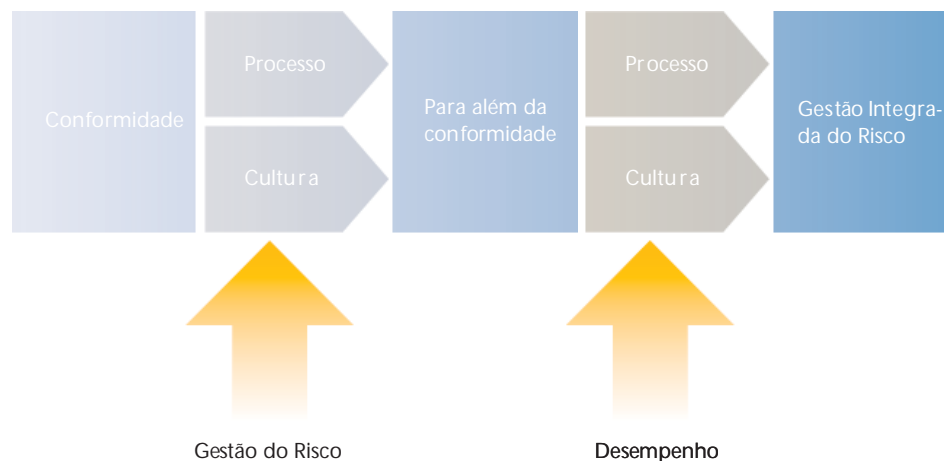 Conformidade
Processo
Cultura
Para além da
conformidade
Processo
Cultura
Gestão Integra-
da do Risco
Gestão do Risco
Desempenho